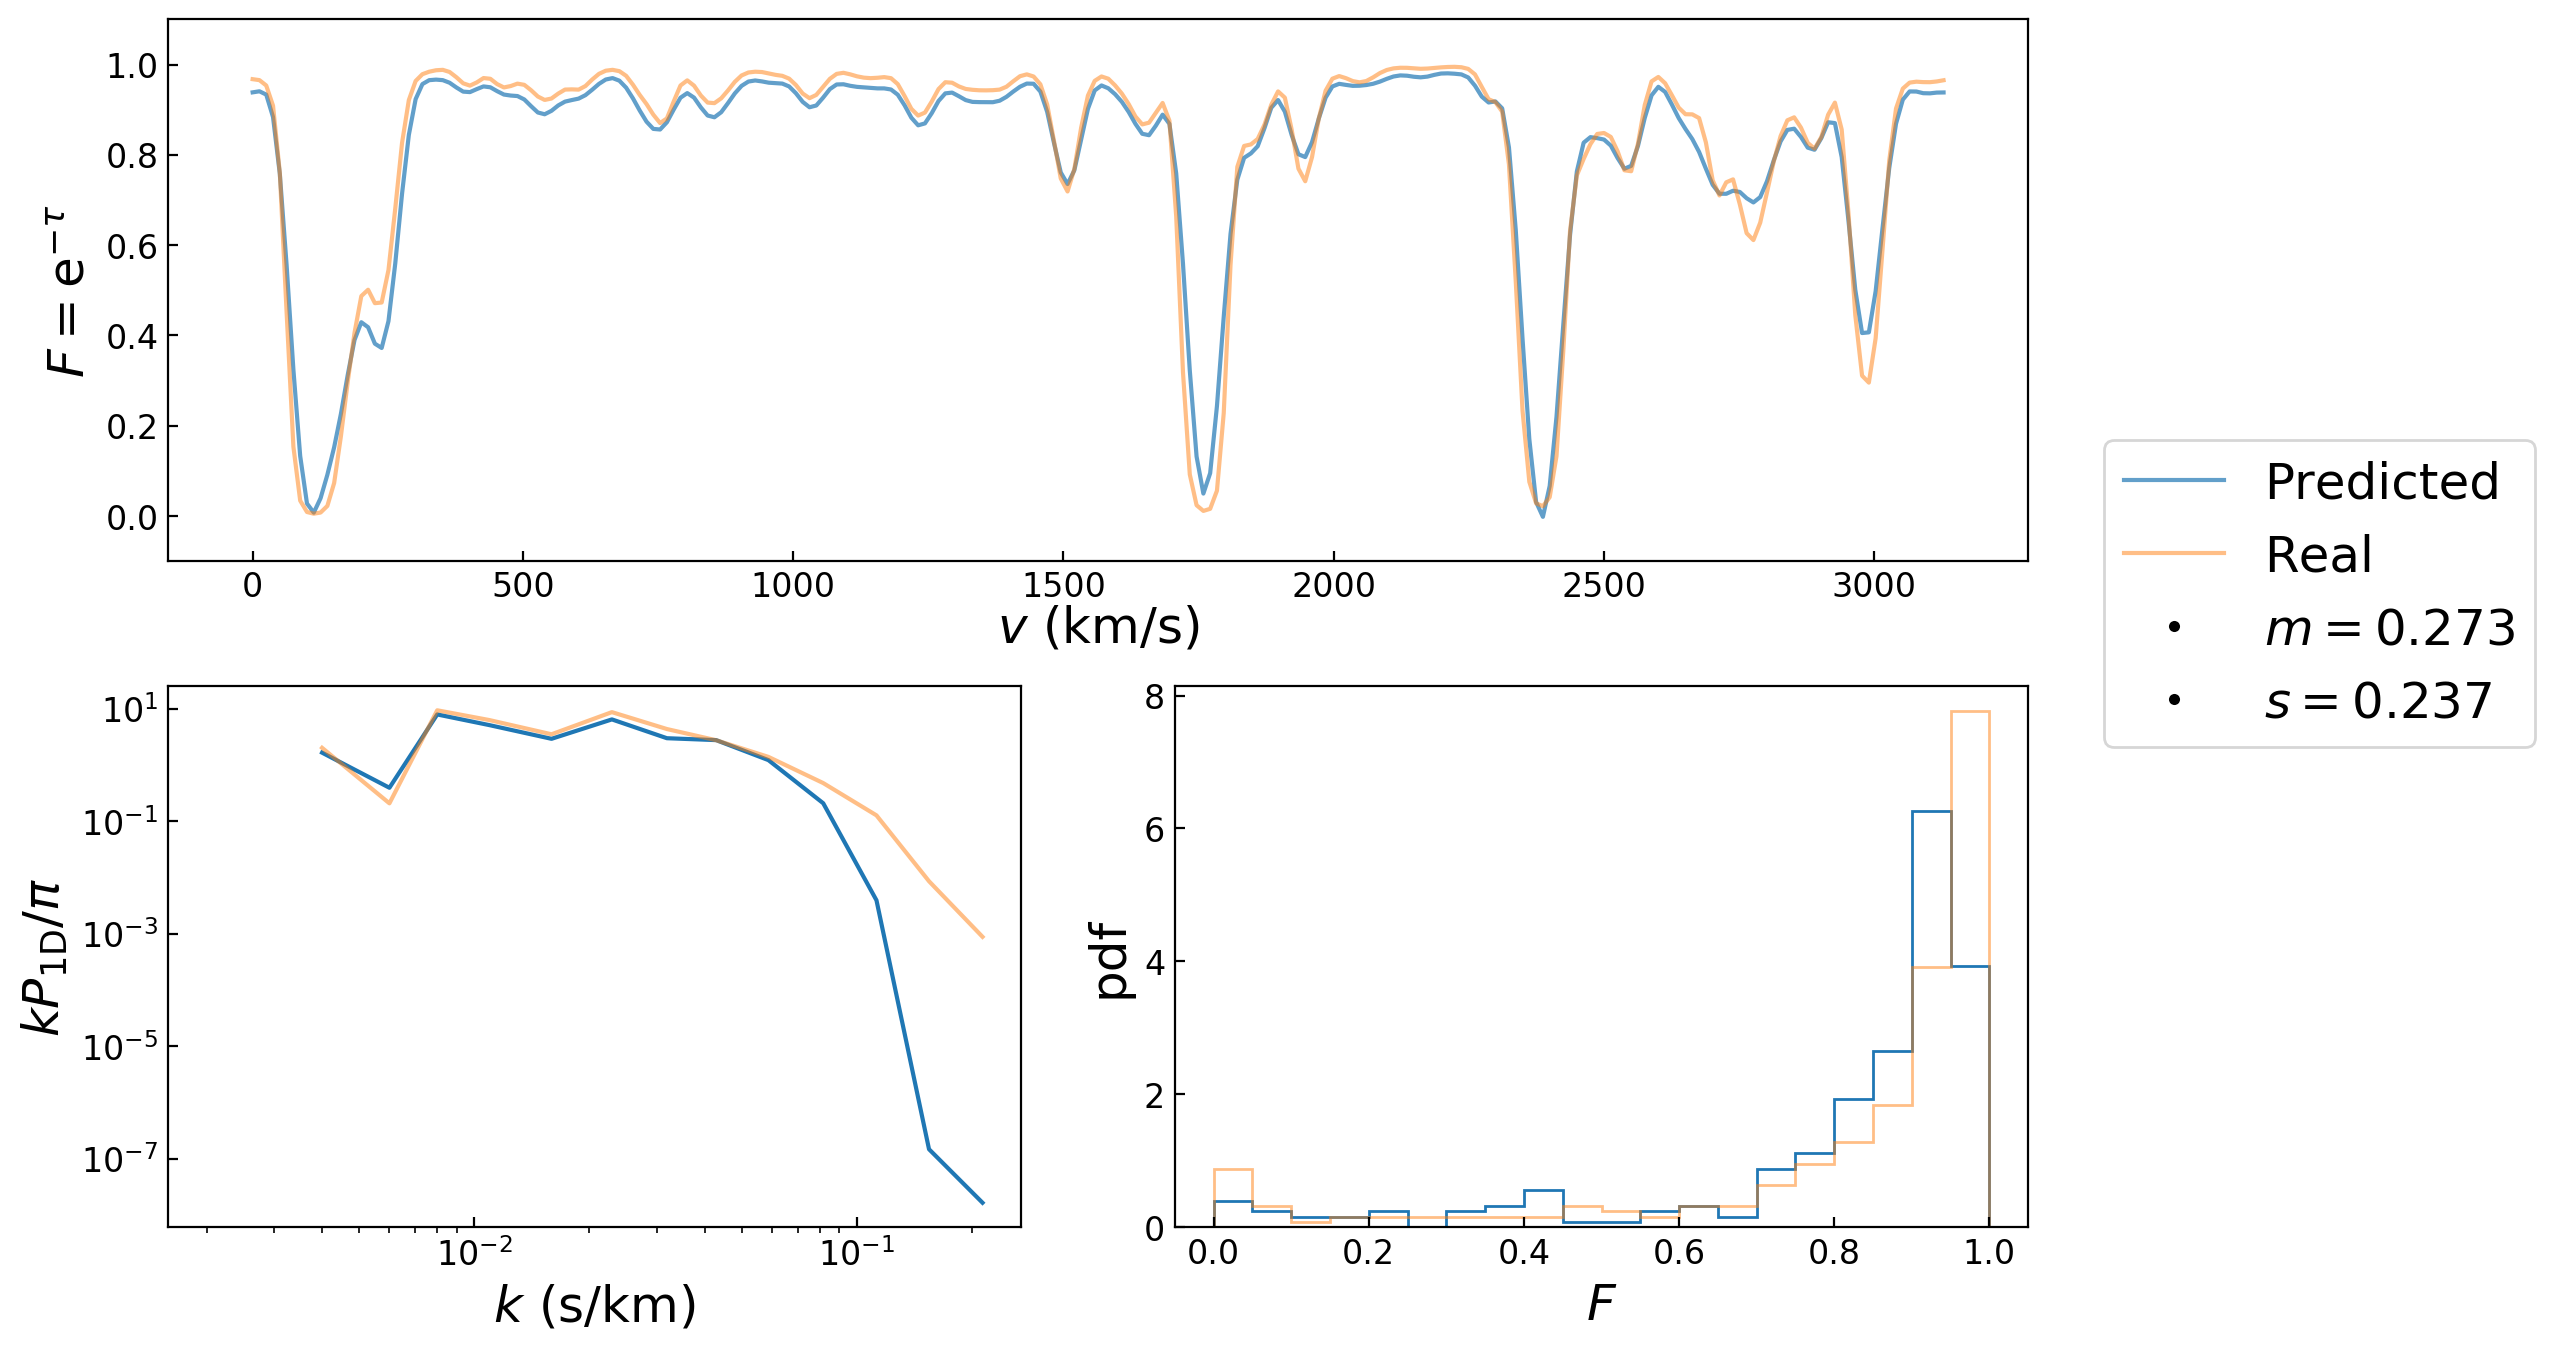 1.0
0.8
0.6
0.4
0.2
0.0
F = e^{−τ}
0 500 1000 1500 2000 2500 3000
v (km/s)
Predicted
Real
• m = 0.273
• s = 0.237
10^1
10^{−1}
10^{−3}
10^{−5}
10^{−7}
kP_{1D}/π
10^{−2} 10^{−1}
k (s/km)
8
6
4
2
0
pdf
0.0 0.2 0.4 0.6 0.8 1.0
F